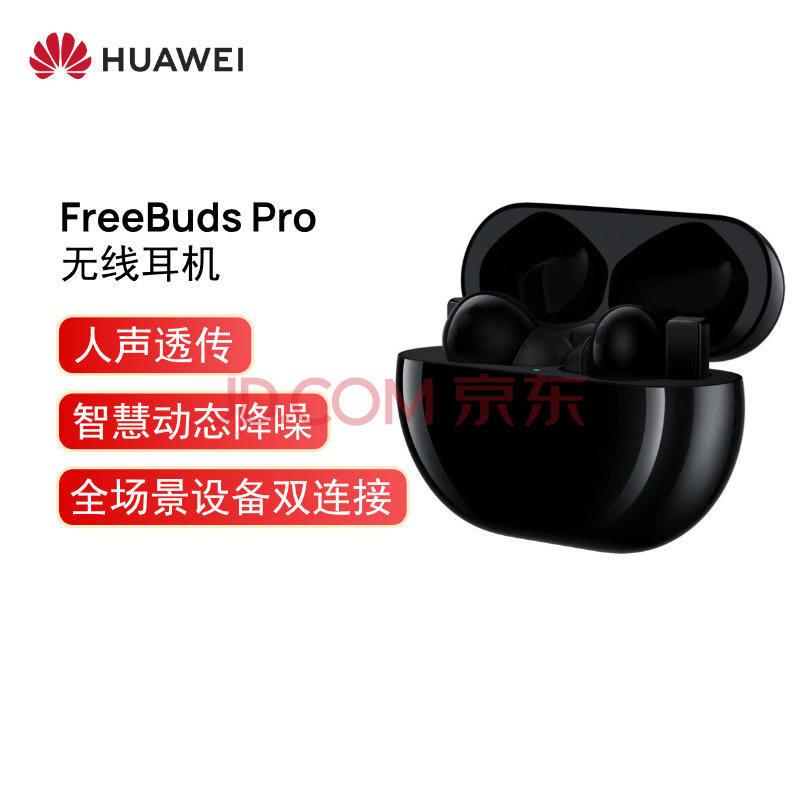 HUAWEI
FreeBuds Pro
无线耳机
人声透传
JD.COM 京东
智慧动态降噪
全场景设备双连接